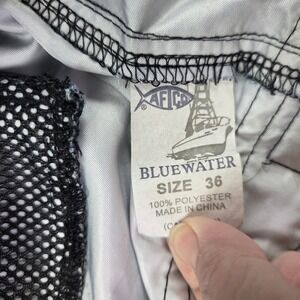 AFTCO
BLUEWATER
SIZE 36
100% POLYESTER
MADE IN CHINA